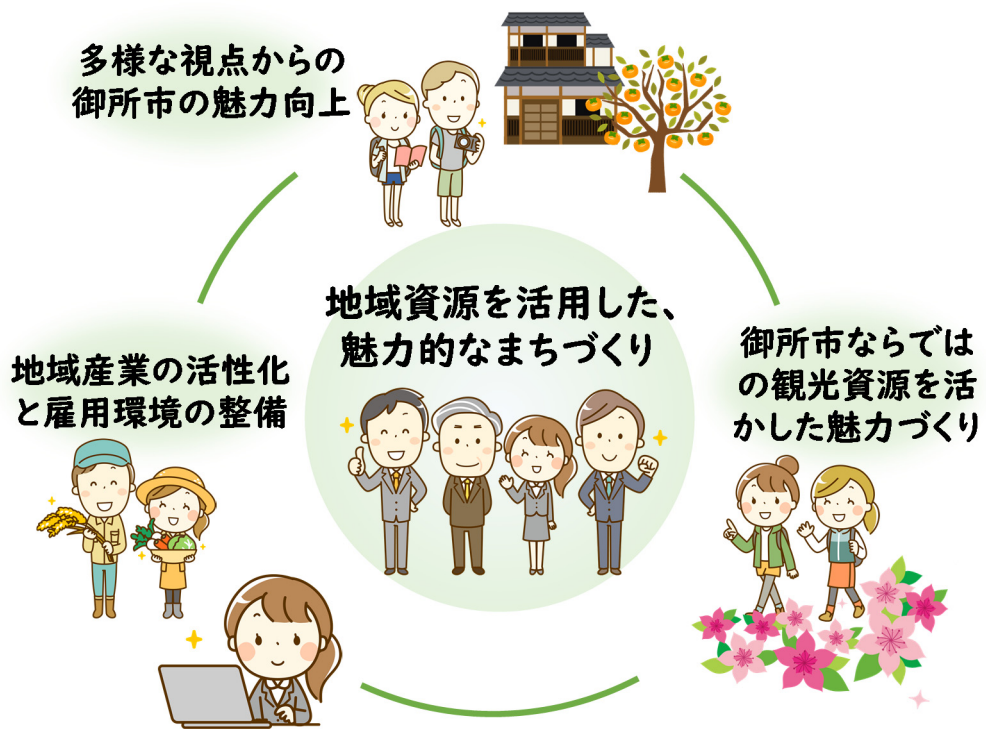 多様な視点からの
御所市の魅力向上
地域資源を活用した、
魅力的なまちづくり
地域産業の活性化
と雇用環境の整備
御所市ならでは
の観光資源を活
かした魅力づくり